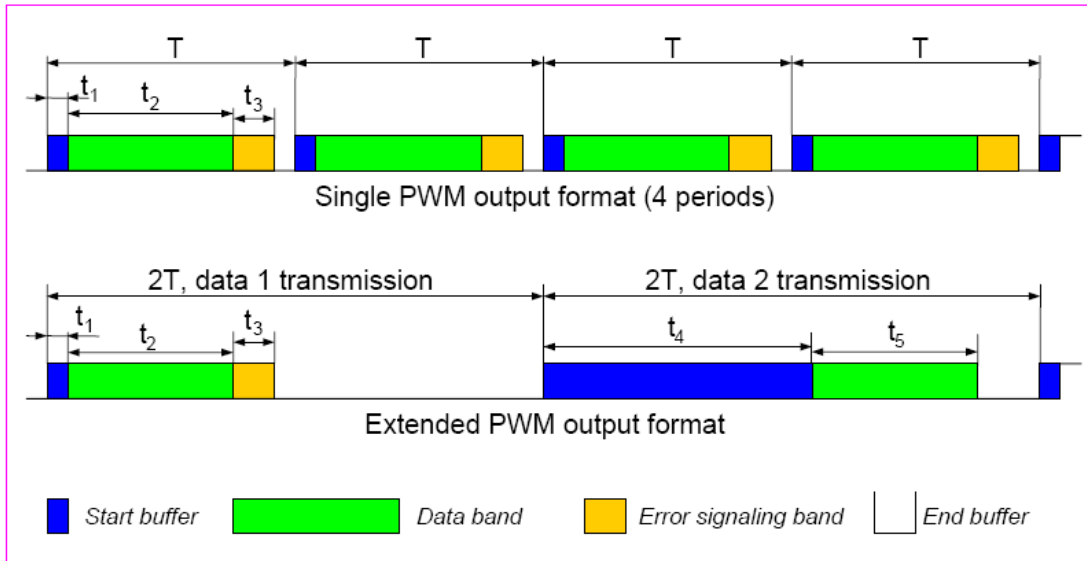 T T T T
t1 t2 t3
Single PWM output format (4 periods)
2T, data 1 transmission 2T, data 2 transmission
t1 t2 t3 t4 t5
Extended PWM output format
Start buffer Data band Error signaling band End buffer